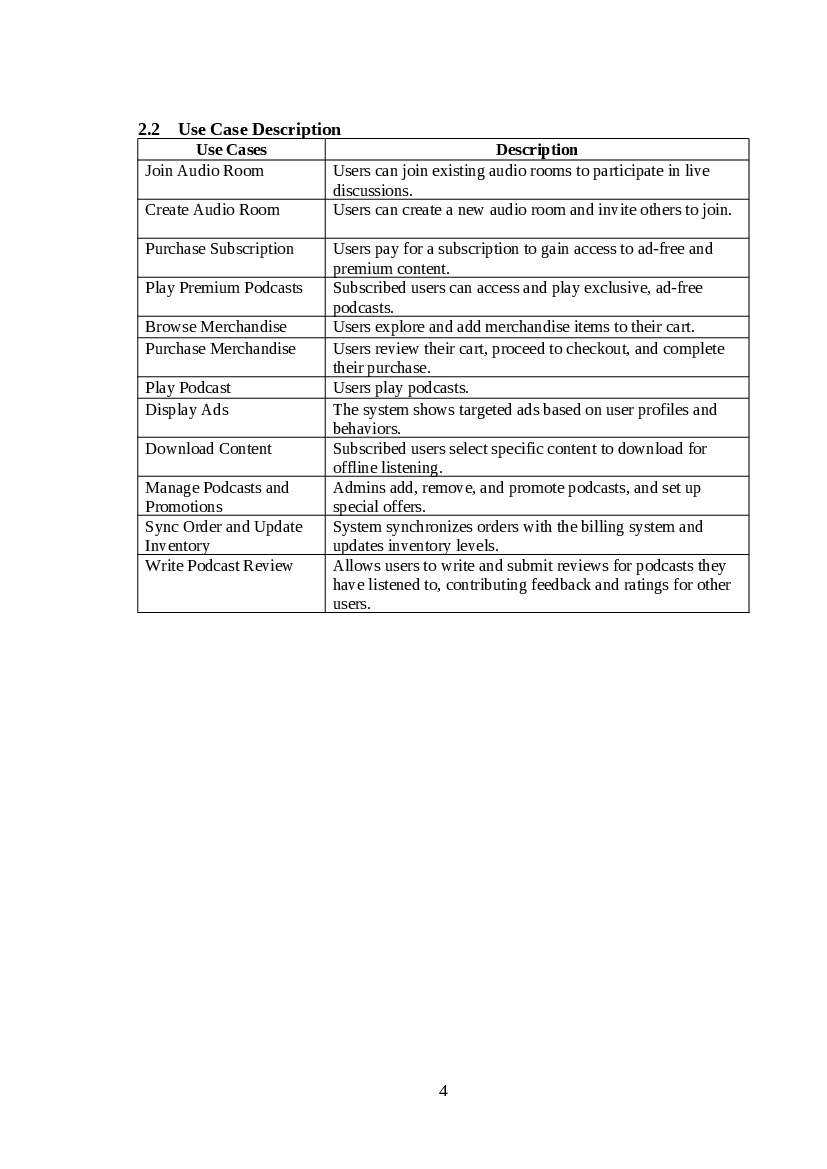 2.2 Use Case Description
Use Cases Description
Join Audio Room Users can join existing audio rooms to participate in live
discussions.
Create Audio Room Users can create a new audio room and invite others to join.
Purchase Subscription Users pay for a subscription to gain access to ad-free and
premium content.
Play Premium Podcasts Subscribed users can access and play exclusive, ad-free
podcasts.
Browse Merchandise Users explore and add merchandise items to their cart.
Purchase Merchandise Users review their cart, proceed to checkout, and complete
their purchase.
Play Podcast Users play podcasts.
Display Ads The system shows targeted ads based on user profiles and
behaviors.
Download Content Subscribed users select specific content to download for
offline listening.
Manage Podcasts and Admins add, remove, and promote podcasts, and set up
Promotions special offers.
Sync Order and Update System synchronizes orders with the billing system and
Inventory updates inventory levels.
Write Podcast Review Allows users to write and submit reviews for podcasts they
have listened to, contributing feedback and ratings for other
users.
4